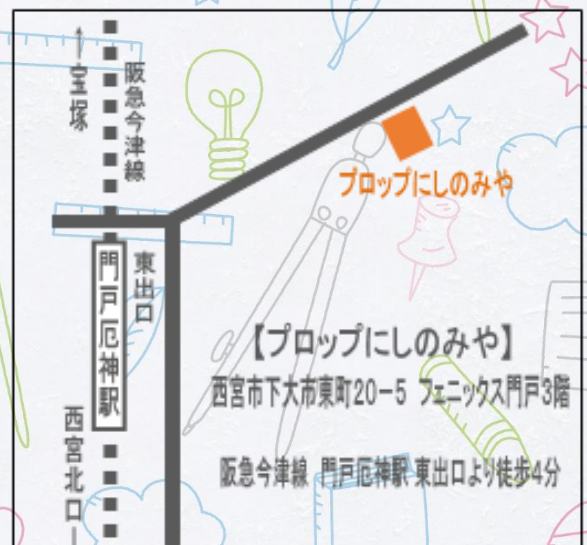 ↑宝塚
阪急今津線
プロップにしのみや
門戸厄神駅
東出口
【プロップにしのみや】
西宮市下大市東町20-5 フェニックス門戸3階
阪急今津線 門戸厄神駅 東出口より徒歩4分
西宮北口